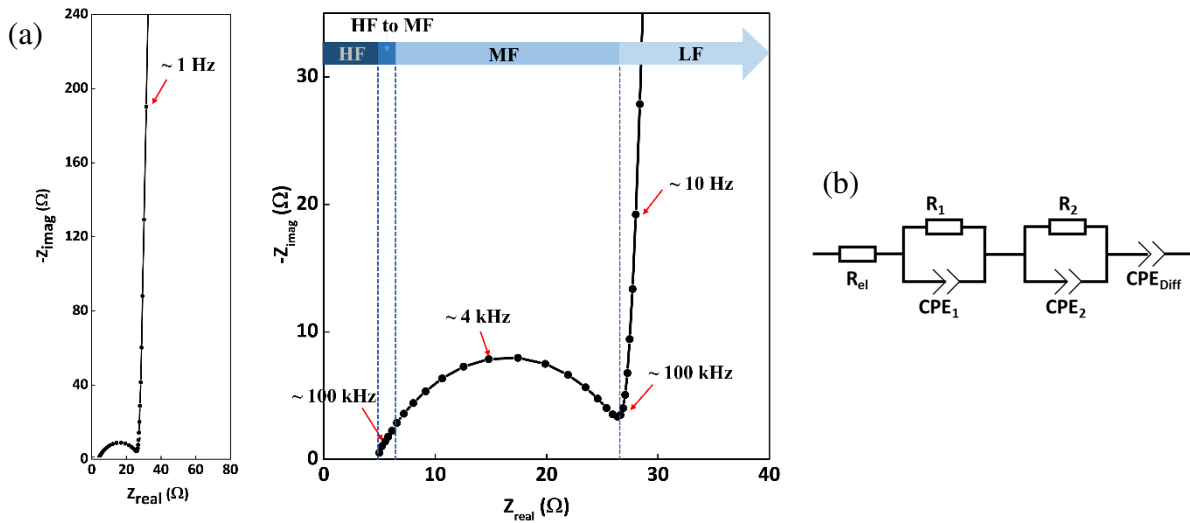 (a)
240
200
160
120
80
40
0
-Zimag (Ω)
~ 1 Hz
0 20 40 60 80
Zreal (Ω)
HF to MF
HF MF LF
30
20
10
0
-Zimag (Ω)
~ 10 Hz
~ 4 kHz
~ 100 kHz
~ 100 kHz
0 10 20 30 40
Zreal (Ω)
(b)
R1 R2
Rel
CPE1 CPE2 CPEDiff